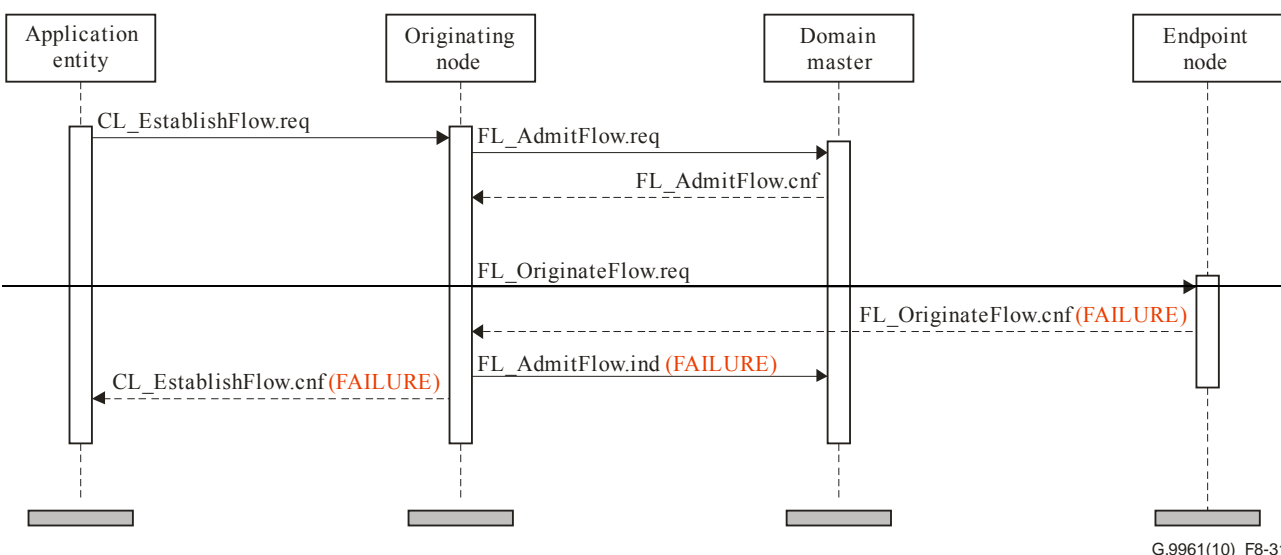 Application
entity
Originating
node
Domain
master
Endpoint
node
CL_EstablishFlow.req
FL_AdmitFlow.req
FL_AdmitFlow.cnf
FL_OriginateFlow.req
FL_OriginateFlow.cnf (FAILURE)
FL_AdmitFlow.ind (FAILURE)
CL_EstablishFlow.cnf (FAILURE)